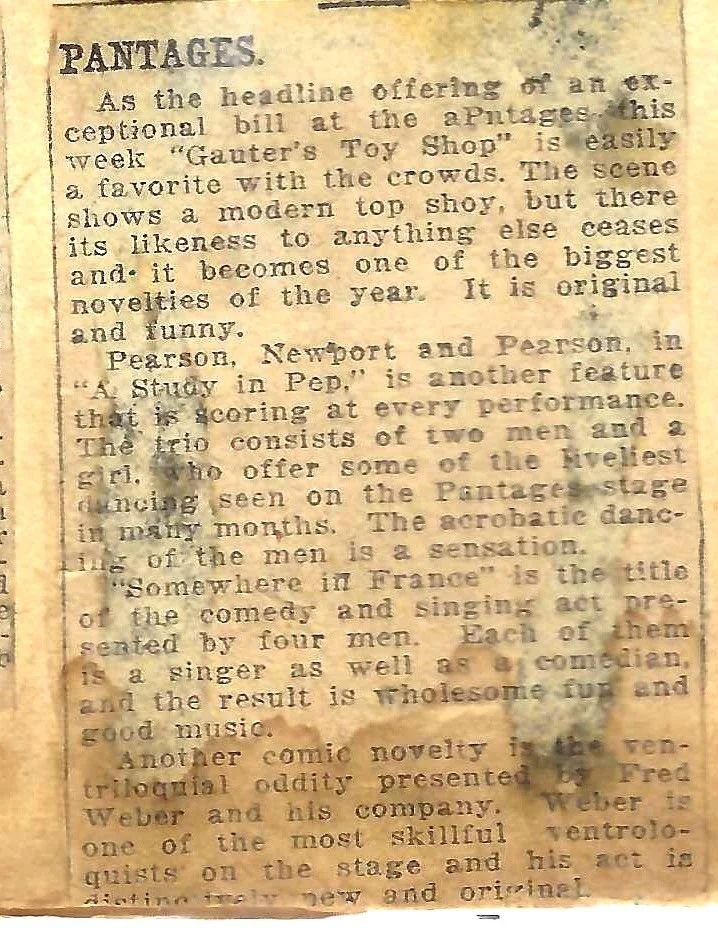 PANTAGES.
As the headline offering of an ex-
ceptional bill at the aPntages this
week "Gauter's Toy Shop" is easily
a favorite with the crowds. The scene
shows a modern top shoy, but there
its likeness to anything else ceases
and it becomes one of the biggest
novelties of the year. It is original
and funny.
Pearson, Newport and Pearson, in
"A Study in Pep," is another feature
that is scoring at every performance.
The trio consists of two men and a
girl, who offer some of the liveliest
dancing seen on the Pantages stage
in many months. The acrobatic danc-
ing of the men is a sensation.
"Somewhere in France" is the title
of the comedy and singing act pre-
sented by four men. Each of them
is a singer as well as a comedian,
and the result is wholesome fun and
good music.
Another comic novelty is the ven-
triloquial oddity presented by Fred
Weber and his company. Weber is
one of the most skillful ventrolo-
quists on the stage and his act is
distinctively new and original.